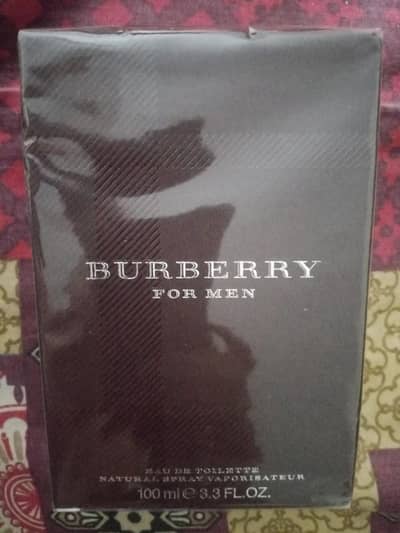 BURBERRY
FOR MEN
EAU DE TOILETTE
NATURAL SPRAY VAPORISATEUR
100 ml e 3.3 FL.OZ.